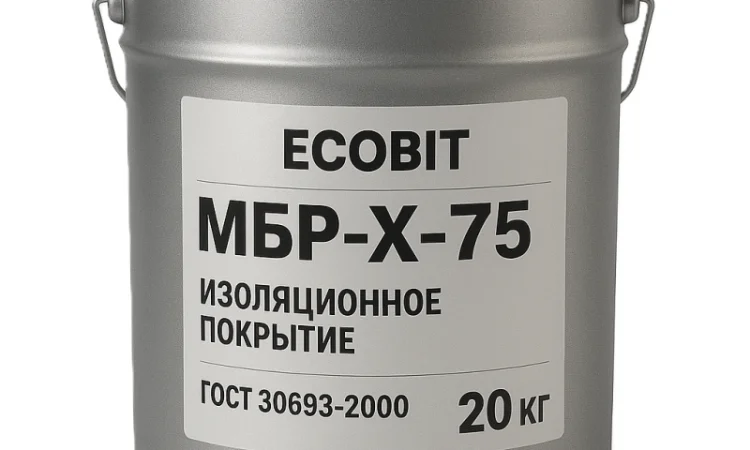 ECOBIT
МБР-Х-75
ИЗОЛЯЦИОННОЕ
ПОКРЫТИЕ
ГОСТ 30693-2000
20 КГ